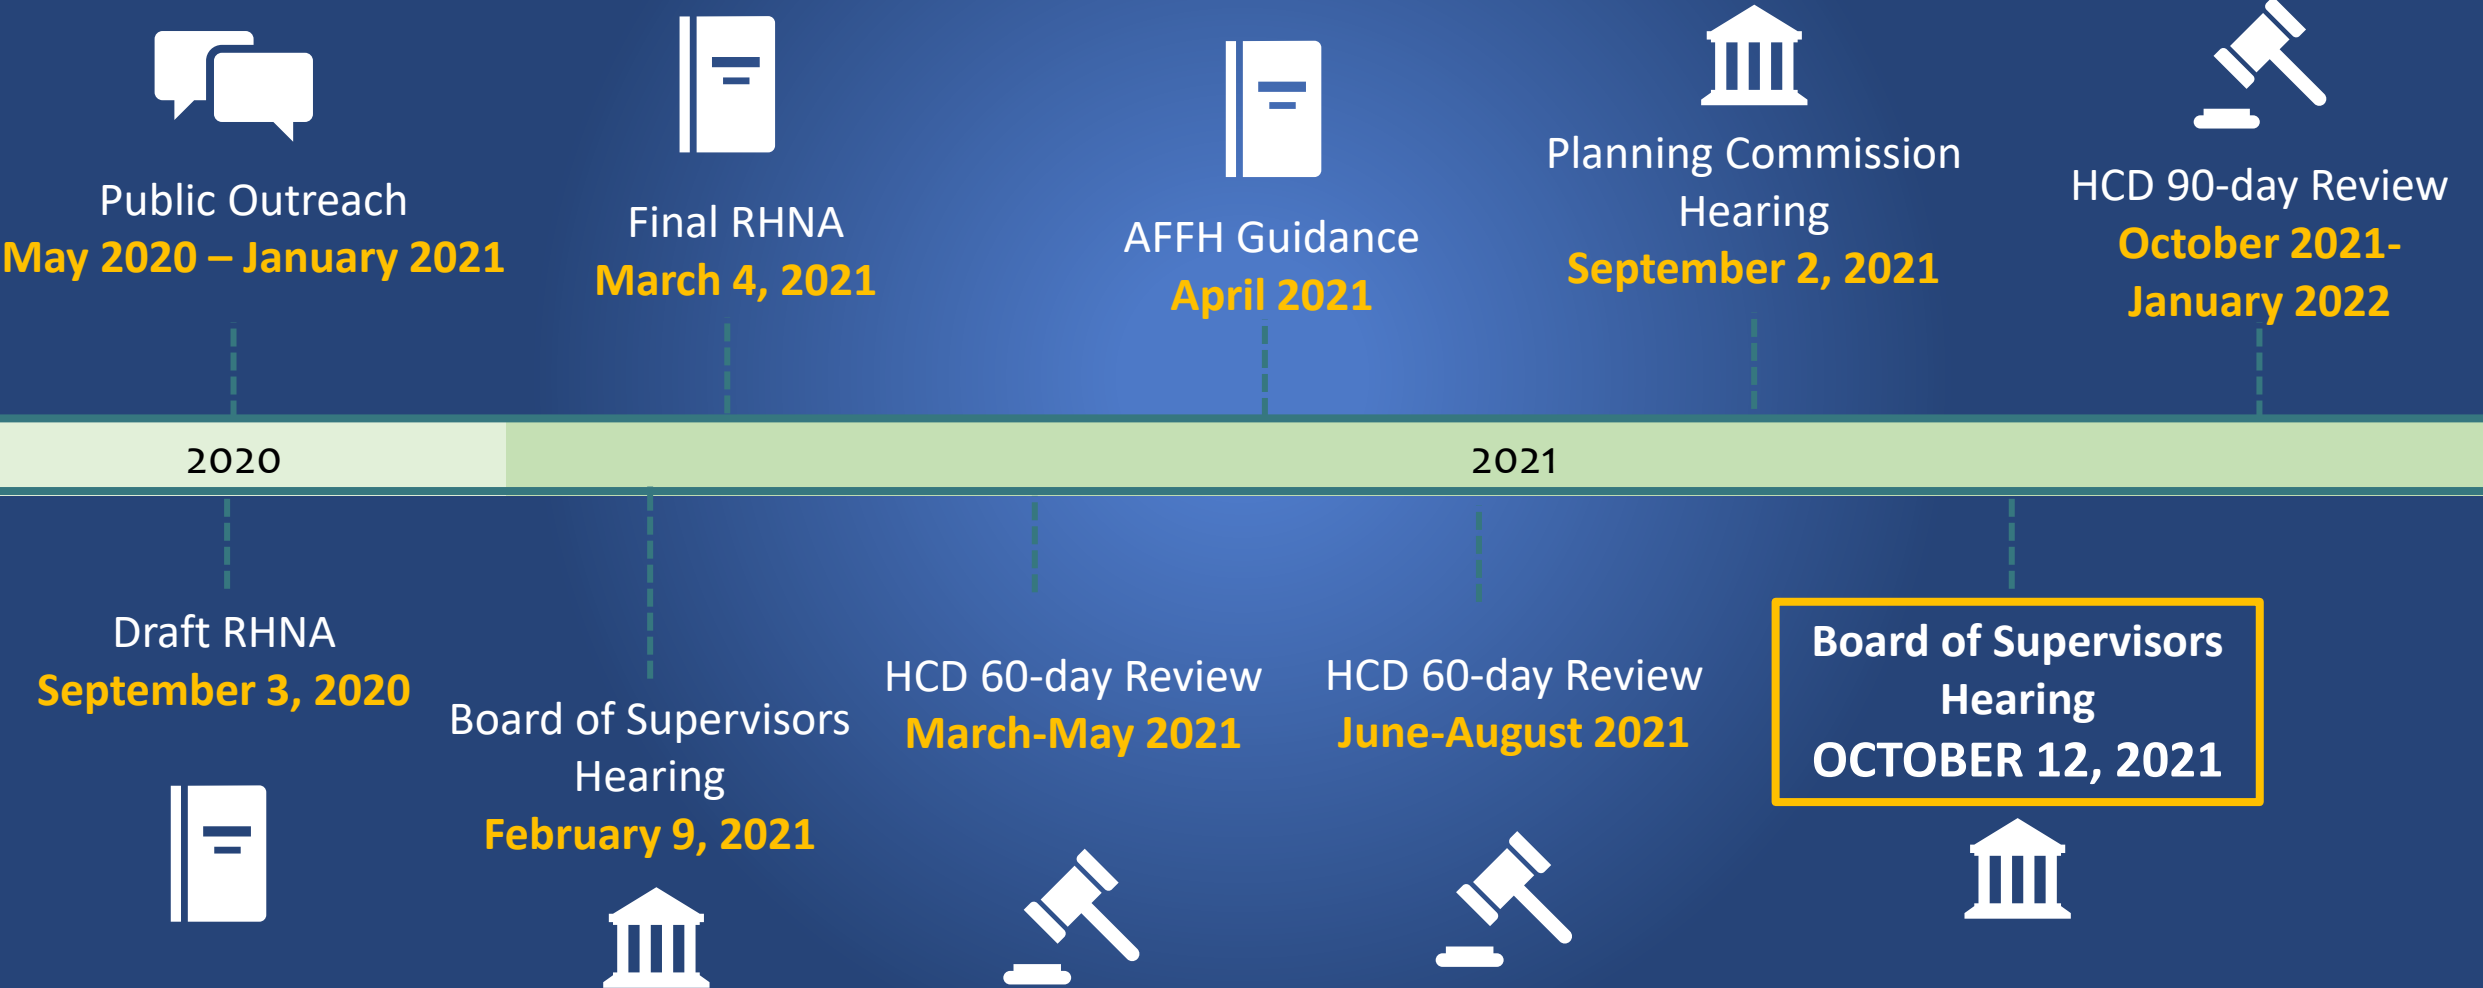 Public Outreach
May 2020 – January 2021
Final RHNA
March 4, 2021
AFFH Guidance
April 2021
Planning Commission
Hearing
September 2, 2021
HCD 90-day Review
October 2021-
January 2022
2020
2021
Draft RHNA
September 3, 2020
Board of Supervisors
Hearing
February 9, 2021
HCD 60-day Review
March-May 2021
HCD 60-day Review
June-August 2021
Board of Supervisors
Hearing
OCTOBER 12, 2021